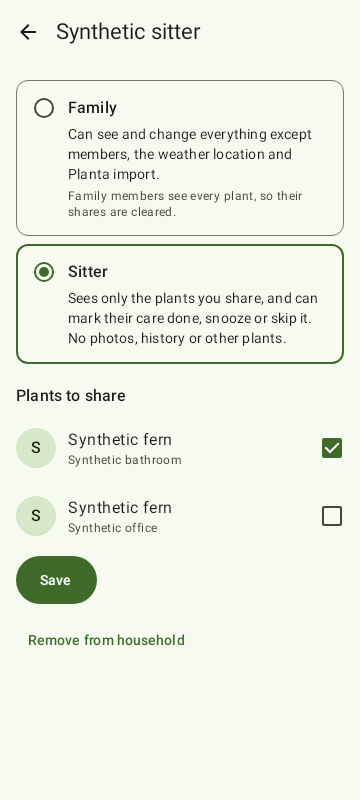 Synthetic sitter
Family
Can see and change everything except
members, the weather location and
Planta import.
Family members see every plant, so their
shares are cleared.
Sitter
Sees only the plants you share, and can
mark their care done, snooze or skip it.
No photos, history or other plants.
Plants to share
S
Synthetic fern
Synthetic bathroom
S
Synthetic fern
Synthetic office
Save
Remove from household